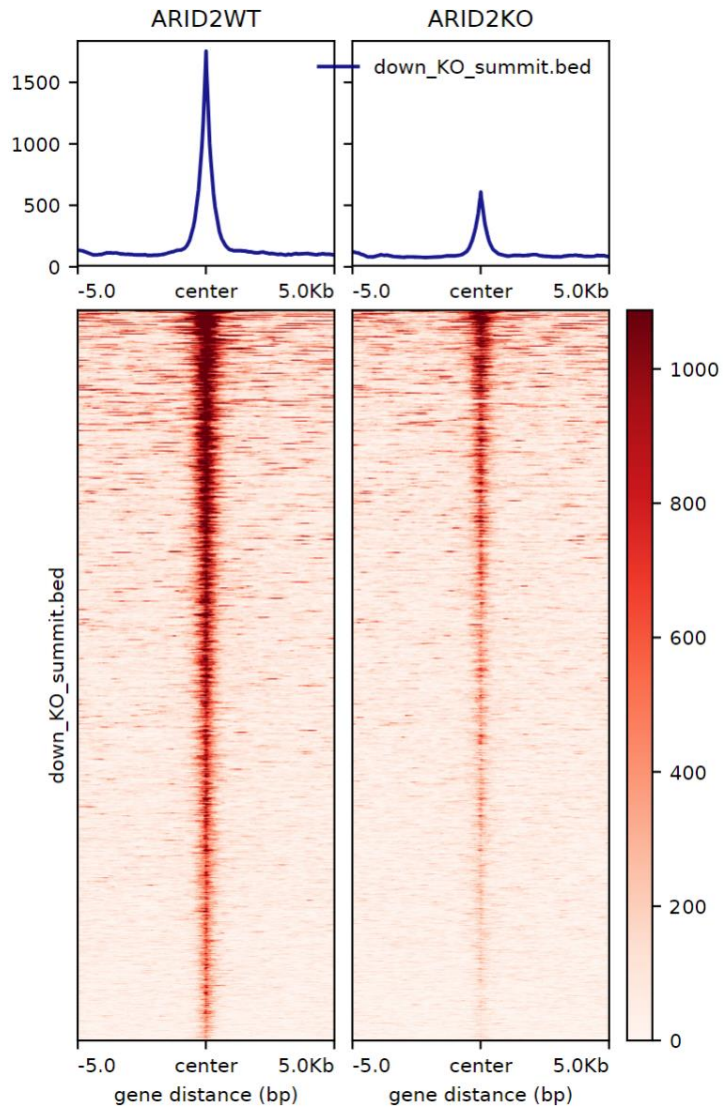 ARID2WT ARID2KO
down_KO_summit.bed
1500
1000
500
0
-5.0 center 5.0Kb -5.0 center 5.0Kb
down_KO_summit.bed
1000
800
600
400
200
0
-5.0 center 5.0Kb -5.0 center 5.0Kb
gene distance (bp) gene distance (bp)